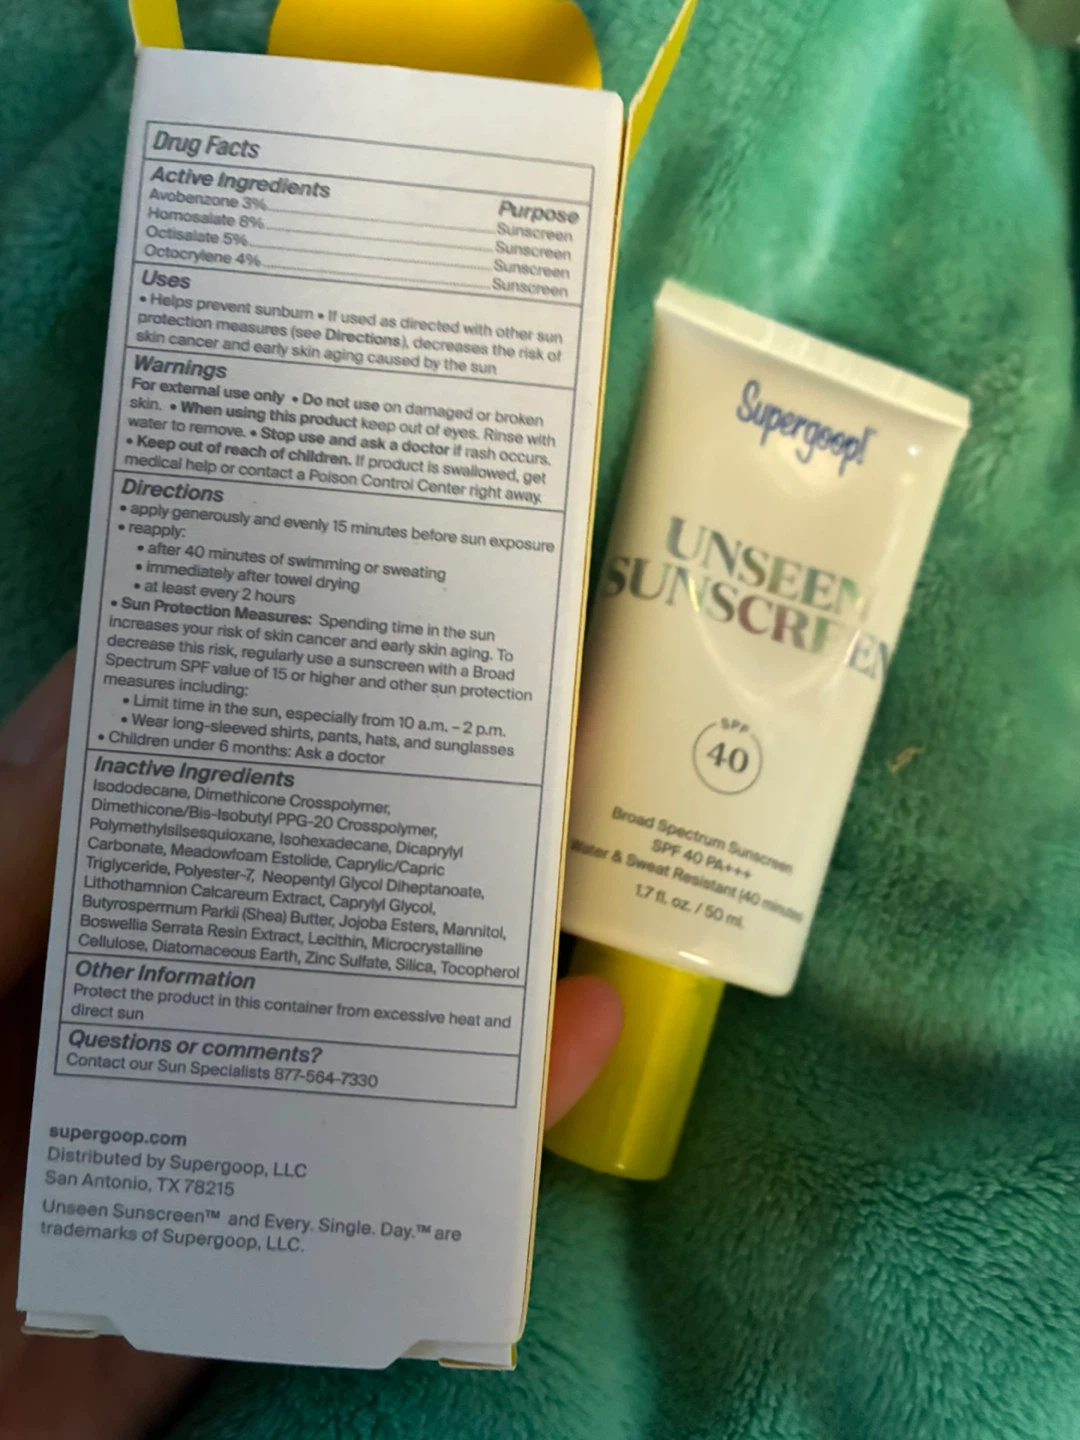 Drug Facts
Active Ingredients
Purpose
Avobenzone 3%
Sunscreen
Homosalate 8%
Sunscreen
Octisalate 5%
Sunscreen
Octocrylene 4%
Sunscreen
Uses
• Helps prevent sunburn • If used as directed with other sun
protection measures (see Directions), decreases the risk of
skin cancer and early skin aging caused by the sun
Warnings
For external use only • Do not use on damaged or broken
skin. • When using this product keep out of eyes. Rinse with
water to remove. • Stop use and ask a doctor if rash occurs.
• Keep out of reach of children. If product is swallowed, get
medical help or contact a Poison Control Center right away.
Directions
• apply generously and evenly 15 minutes before sun exposure
• reapply:
• after 40 minutes of swimming or sweating
• immediately after towel drying
• at least every 2 hours
• Sun Protection Measures: Spending time in the sun
increases your risk of skin cancer and early skin aging. To
decrease this risk, regularly use a sunscreen with a Broad
Spectrum SPF value of 15 or higher and other sun protection
measures including:
• Limit time in the sun, especially from 10 a.m. – 2 p.m.
• Wear long-sleeved shirts, pants, hats, and sunglasses
• Children under 6 months: Ask a doctor
Inactive Ingredients
Isododecane, Dimethicone Crosspolymer,
Dimethicone/Bis-Isobutyl PPG-20 Crosspolymer,
Polymethylsilsesquioxane, Isohexadecane, Dicaprylyl
Carbonate, Meadowfoam Estolide, Caprylic/Capric
Triglyceride, Polyester-7, Neopentyl Glycol Diheptanoate,
Lithothamnion Calcareum Extract, Caprylyl Glycol,
Butyrospermum Parkii (Shea) Butter, Jojoba Esters, Mannitol,
Boswellia Serrata Resin Extract, Lecithin, Microcrystalline
Cellulose, Diatomaceous Earth, Zinc Sulfate, Silica, Tocopherol
Other Information
Protect the product in this container from excessive heat and
direct sun
Questions or comments?
Contact our Sun Specialists 877-564-7330
supergoop.com
Distributed by Supergoop, LLC
San Antonio, TX 78215
Unseen Sunscreen™ and Every. Single. Day.™ are
trademarks of Supergoop, LLC.
Supergoop!™
UNSEEN
SUNSCREEN
SPF
40
Broad Spectrum Sunscreen
SPF 40 PA+++
Water & Sweat Resistant (40 minutes
1.7 fl. oz. / 50 ml.